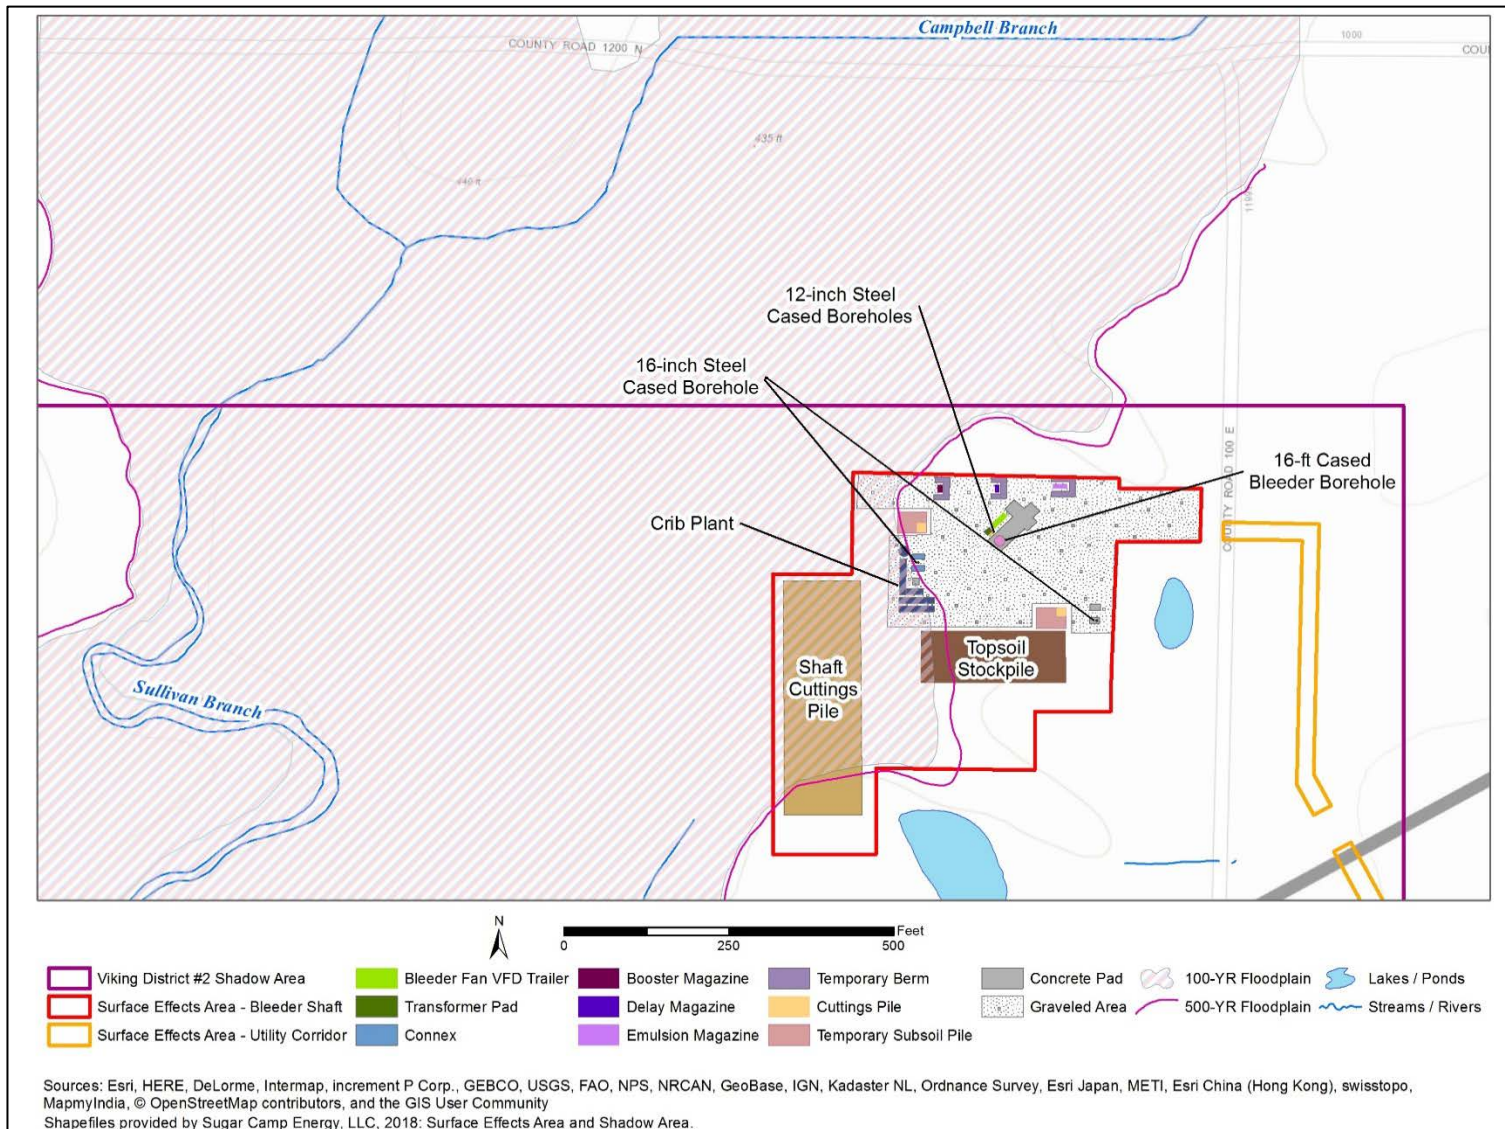 Campbell Branch
COUNTY ROAD 1200 N
1000
COU
435 ft
440 ft
12-inch Steel
Cased Boreholes
16-inch Steel
Cased Borehole
COUNTY ROAD 100 E
16-ft Cased
Bleeder Borehole
Crib Plant
Shaft
Cuttings
Pile
Topsoil
Stockpile
Sullivan Branch
N
Feet
0 250 500
Viking District #2 Shadow Area
Surface Effects Area - Bleeder Shaft
Surface Effects Area - Utility Corridor
Bleeder Fan VFD Trailer
Transformer Pad
Connex
Booster Magazine
Delay Magazine
Emulsion Magazine
Temporary Berm
Cuttings Pile
Temporary Subsoil Pile
Concrete Pad
Graveled Area
100-YR Floodplain
500-YR Floodplain
Lakes / Ponds
Streams / Rivers
Sources: Esri, HERE, DeLorme, Intermap, increment P Corp., GEBCO, USGS, FAO, NPS, NRCAN, GeoBase, IGN, Kadaster NL, Ordnance Survey, Esri Japan, METI, Esri China (Hong Kong), swisstopo,
MapmyIndia, © OpenStreetMap contributors, and the GIS User Community
Shapefiles provided by Sugar Camp Energy, LLC, 2018: Surface Effects Area and Shadow Area.